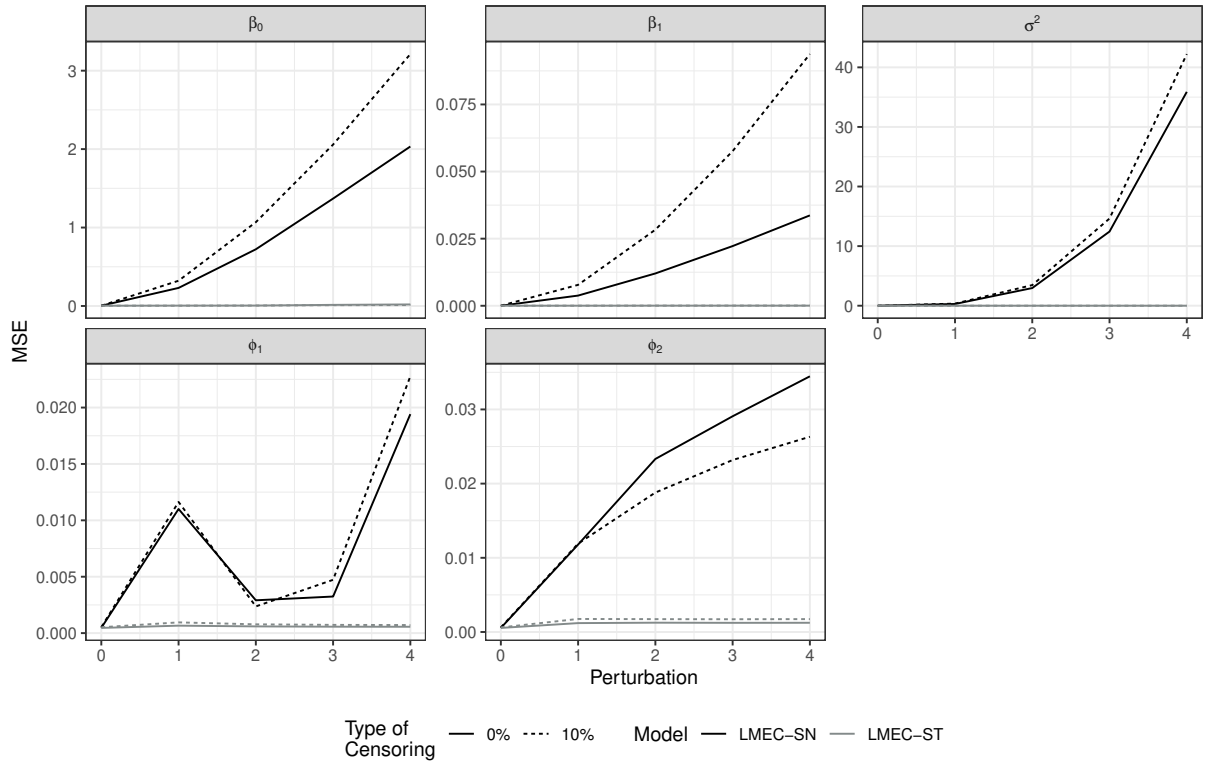 β₀
β₁
σ²
3
2
1
0
0.075
0.050
0.025
0.000
40
30
20
10
0
0 1 2 3 4
MSE
φ₁
φ₂
0.020
0.015
0.010
0.005
0.000
0.03
0.02
0.01
0.00
0 1 2 3 4
0 1 2 3 4
Perturbation
Type of
Censoring
0%
10%
Model
LMEC−SN
LMEC−ST